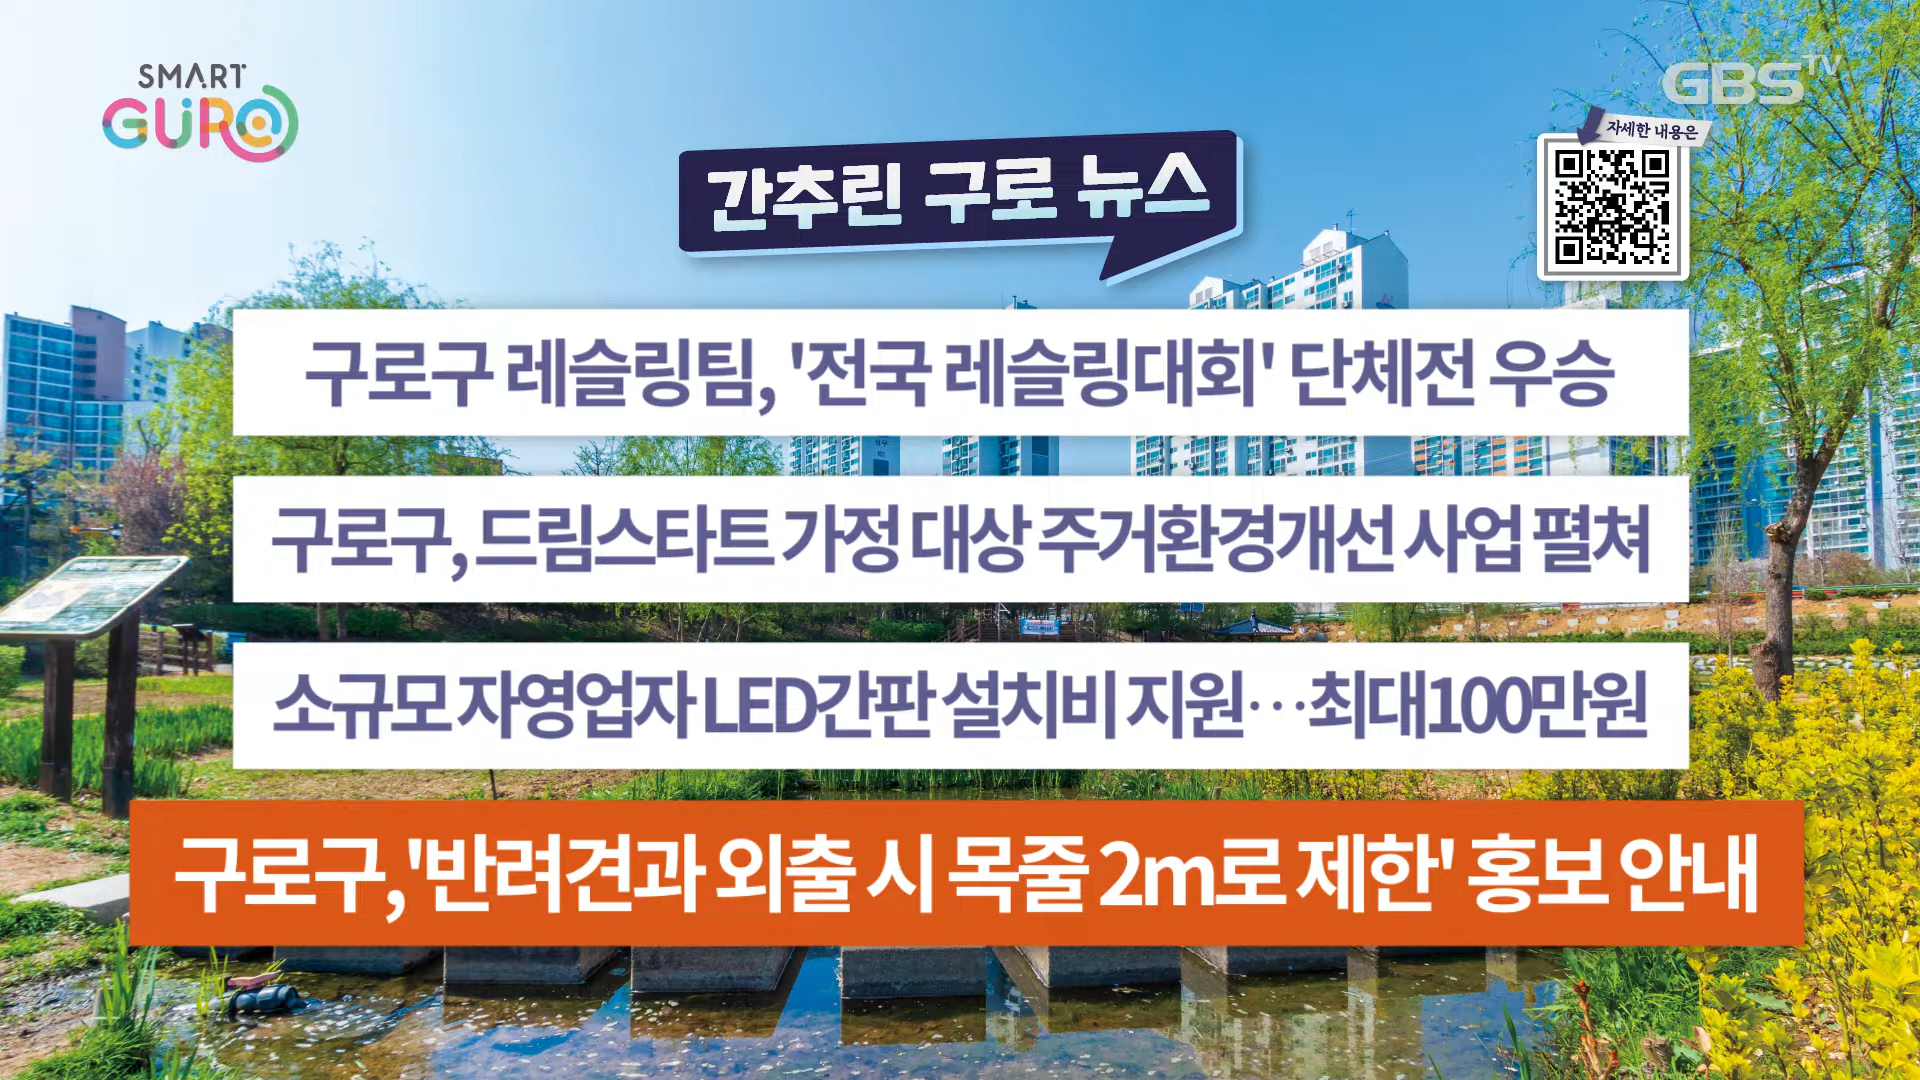 SMART
GURO
GBS TV
자세한 내용은
간추린 구로 뉴스
구로구 레슬링팀, '전국 레슬링대회' 단체전 우승
구로구, 드림스타트 가정 대상 주거환경개선 사업 펼쳐
소규모 자영업자 LED간판 설치비 지원…최대100만원
구로구,'반려견과 외출 시 목줄 2m로 제한' 홍보 안내